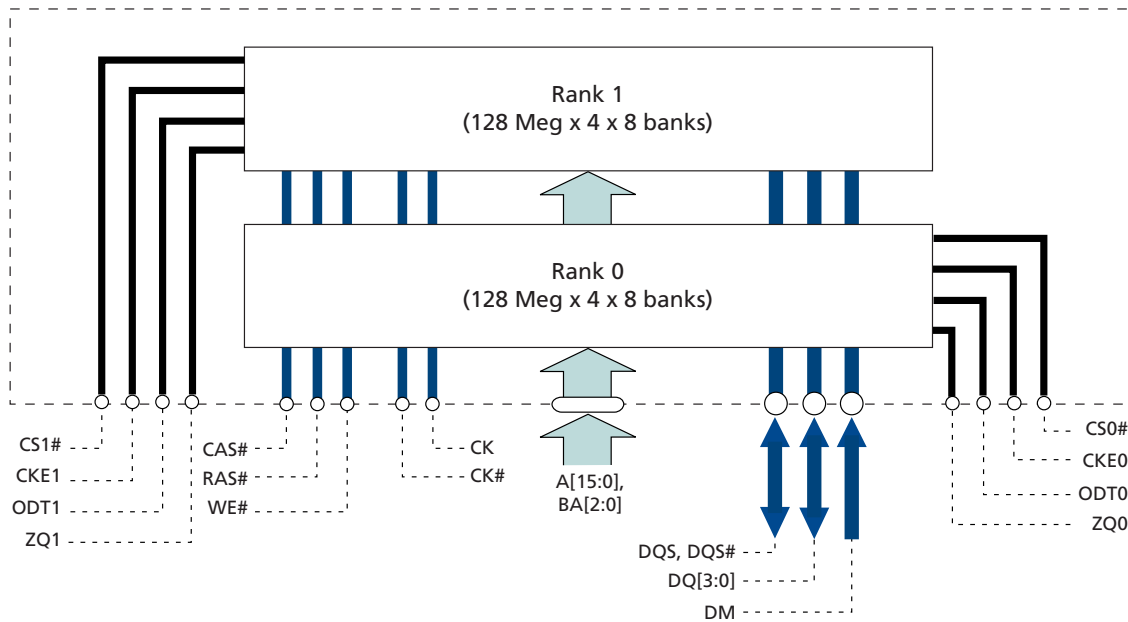 Rank 1
(128 Meg x 4 x 8 banks)
Rank 0
(128 Meg x 4 x 8 banks)
CS1#
CKE1
ODT1
ZQ1
CAS#
RAS#
WE#
CK
CK#
A[15:0],
BA[2:0]
DQS, DQS#
DQ[3:0]
DM
CS0#
CKE0
ODT0
ZQ0